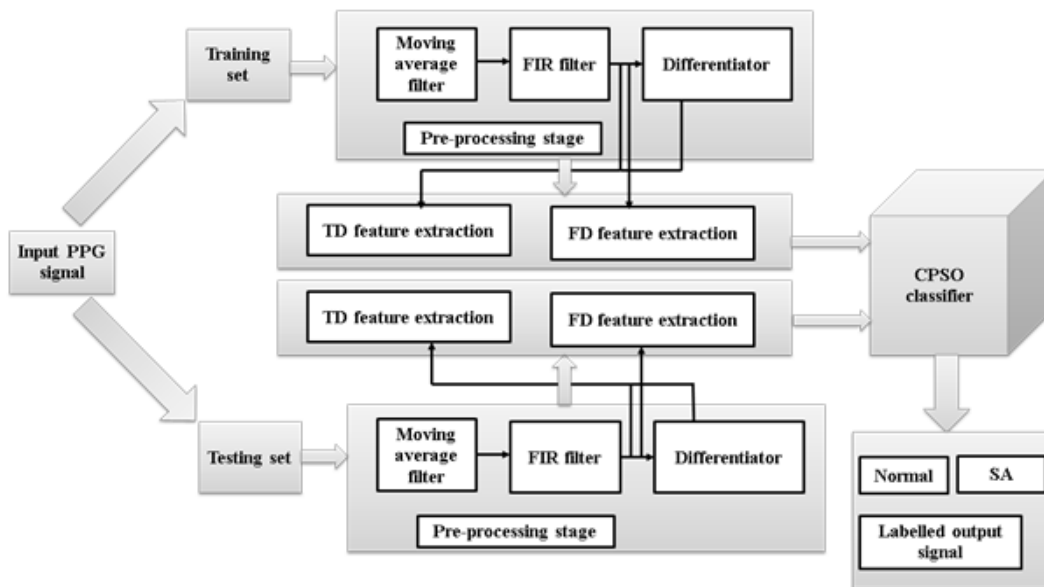 Training
set
Moving
average
filter
FIR filter
Differentiator
Pre-processing stage
TD feature extraction
FD feature extraction
Input PPG
signal
CPSO
classifier
TD feature extraction
FD feature extraction
Testing set
Moving
average
filter
FIR filter
Differentiator
Pre-processing stage
Normal
SA
Labelled output
signal